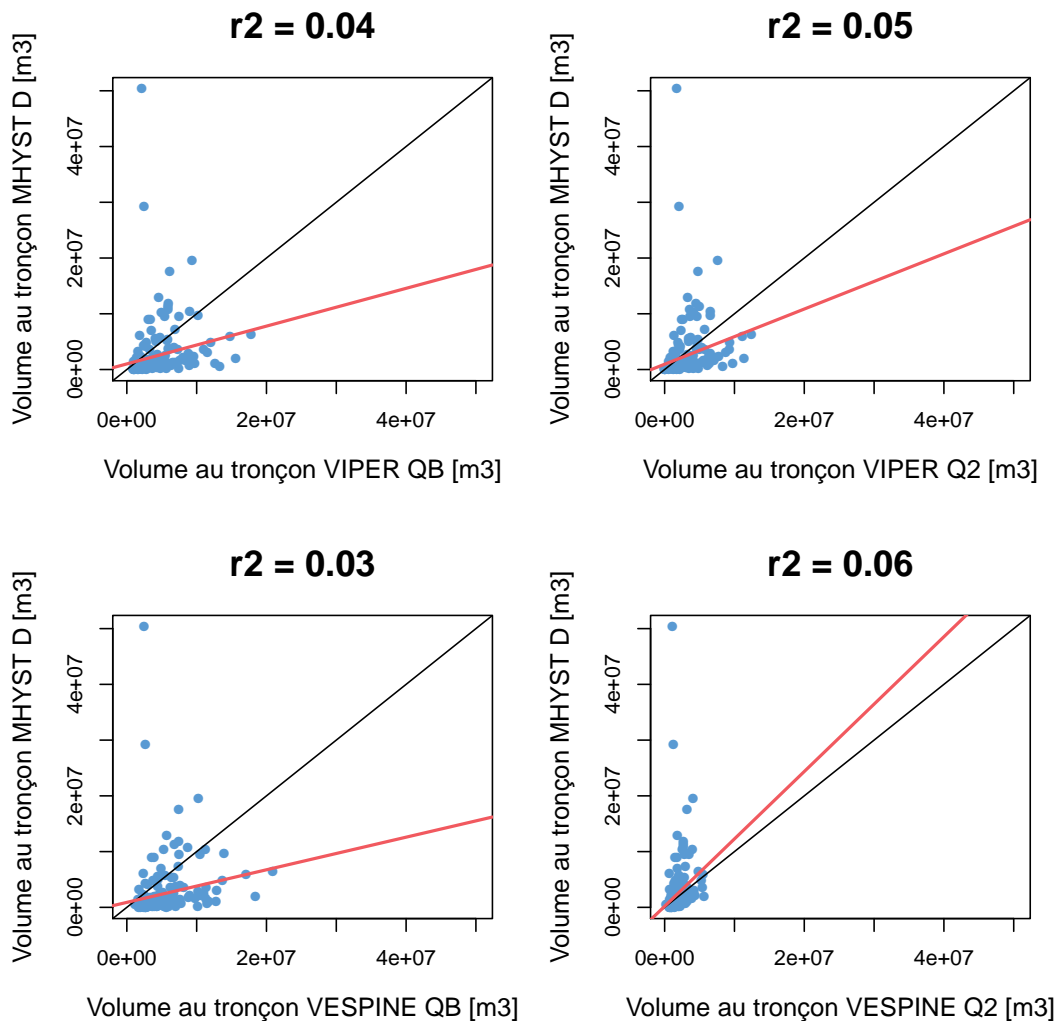 r2 = 0.04
Volume au tronçon MHYST D [m3]
4e+07
2e+07
0e+00
0e+00 2e+07 4e+07
Volume au tronçon VIPER QB [m3]
r2 = 0.05
Volume au tronçon MHYST D [m3]
4e+07
2e+07
0e+00
0e+00 2e+07 4e+07
Volume au tronçon VIPER Q2 [m3]
r2 = 0.03
Volume au tronçon MHYST D [m3]
4e+07
2e+07
0e+00
0e+00 2e+07 4e+07
Volume au tronçon VESPINE QB [m3]
r2 = 0.06
Volume au tronçon MHYST D [m3]
4e+07
2e+07
0e+00
0e+00 2e+07 4e+07
Volume au tronçon VESPINE Q2 [m3]